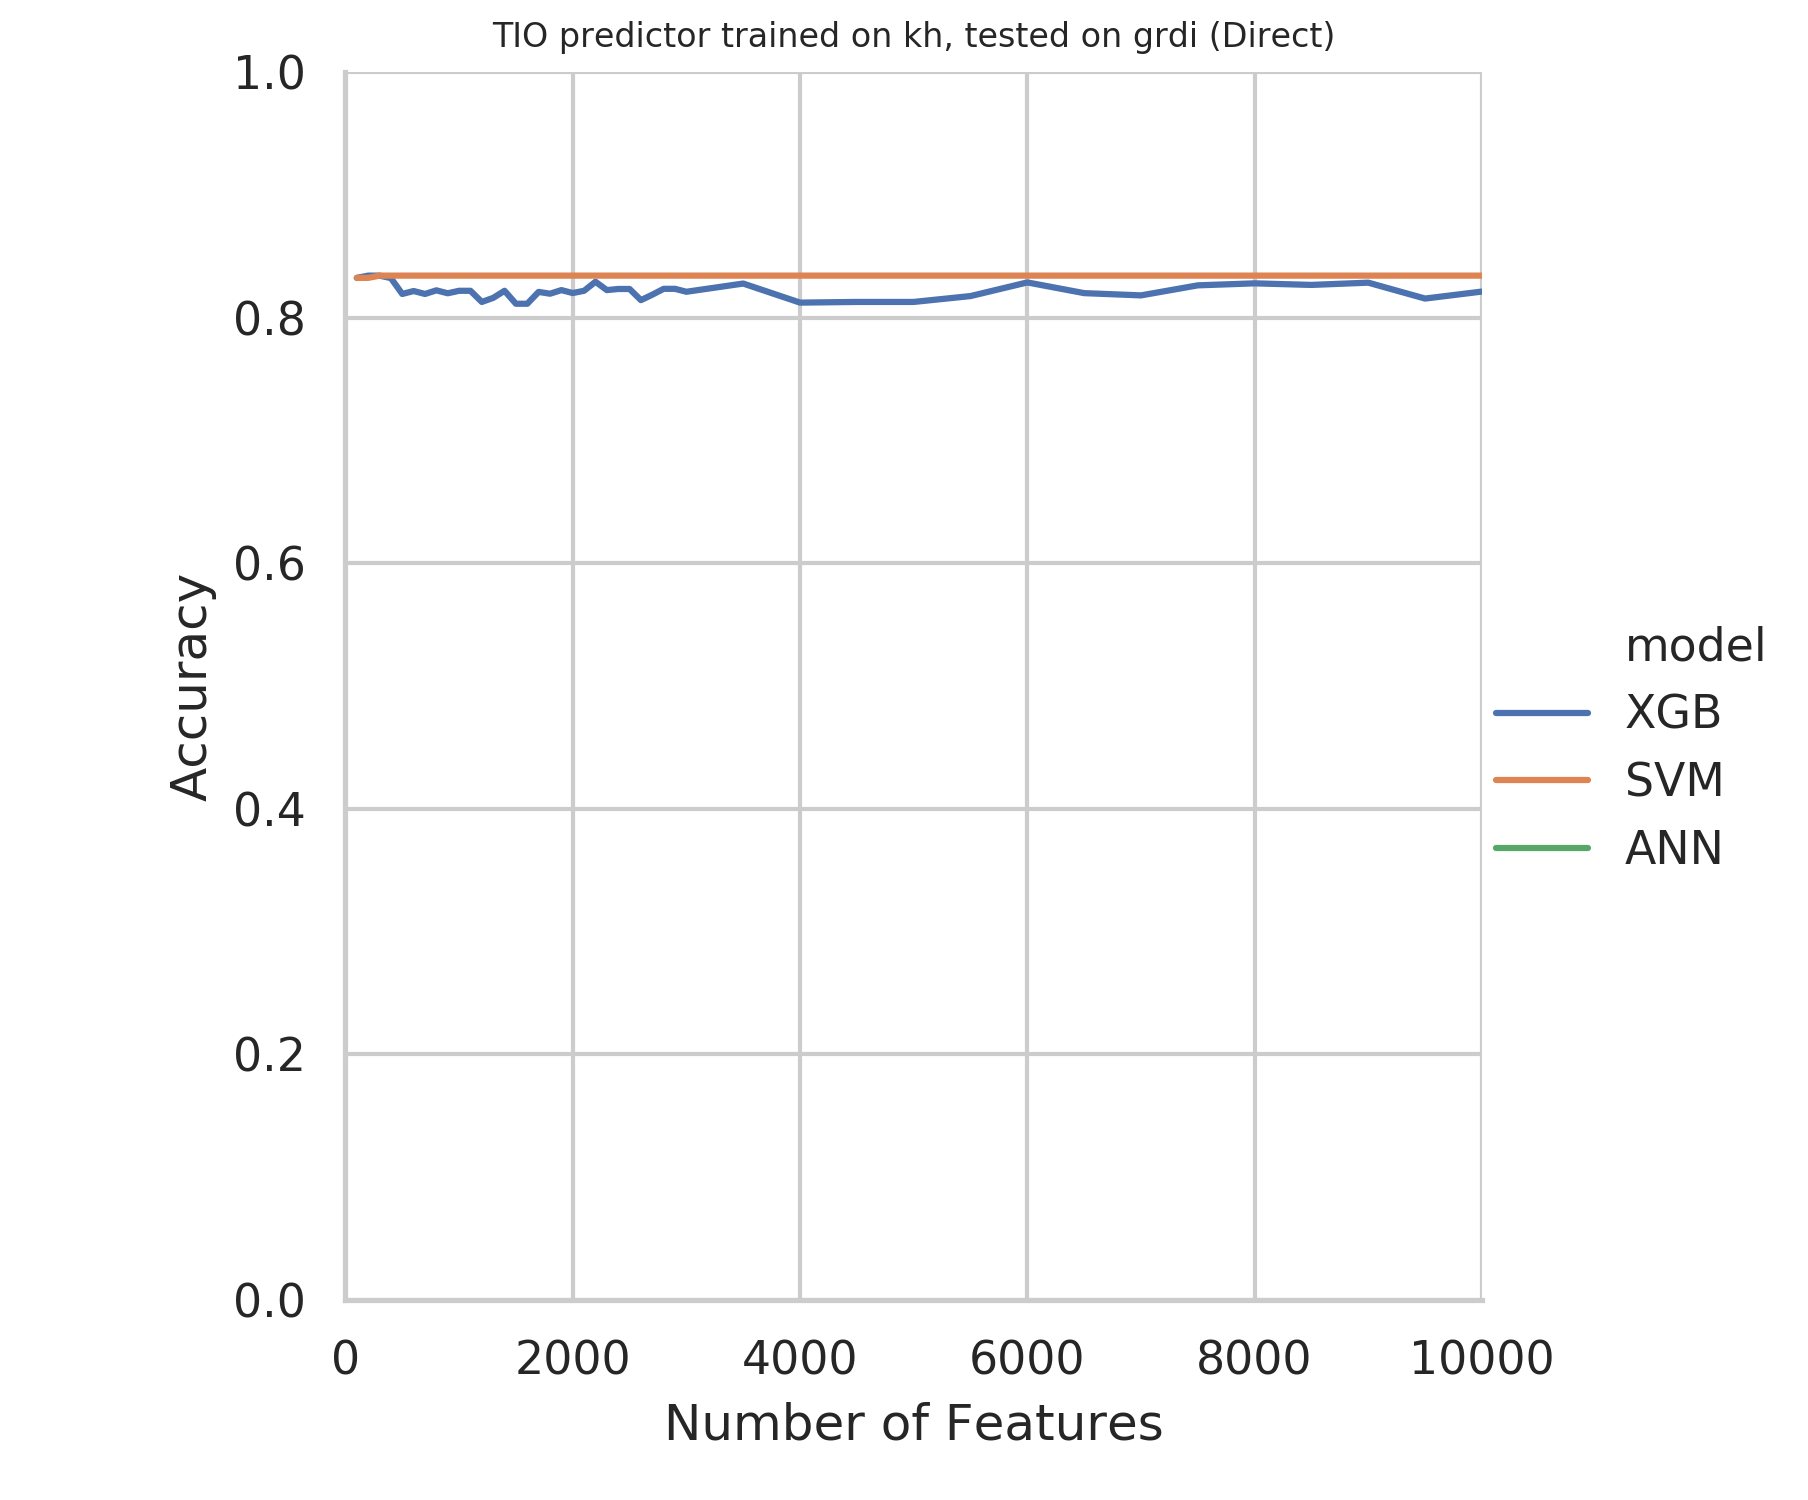 TIO predictor trained on kh, tested on grdi (Direct)
1.0
0.8
0.6
0.4
0.2
0.0
Accuracy
0 2000 4000 6000 8000 10000
Number of Features
model
XGB
SVM
ANN